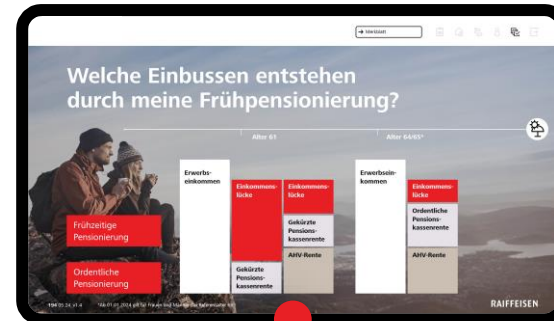 → Merkblatt
Welche Einbussen entstehen
durch meine Frühpensionierung?
Alter 61
Alter 64/65*
Erwerbs-
einkommen
Einkommens-
lücke
Einkommens-
lücke
Gekürzte
Pensions-
kassenrente
Gekürzte
Pensions-
kassenrente
AHV-Rente
Erwerbsein-
kommen
Einkommens-
lücke
Ordentliche
Pensions-
kassenrente
AHV-Rente
Frühzeitige
Pensionierung
Ordentliche
Pensionierung
RAIFFEISEN